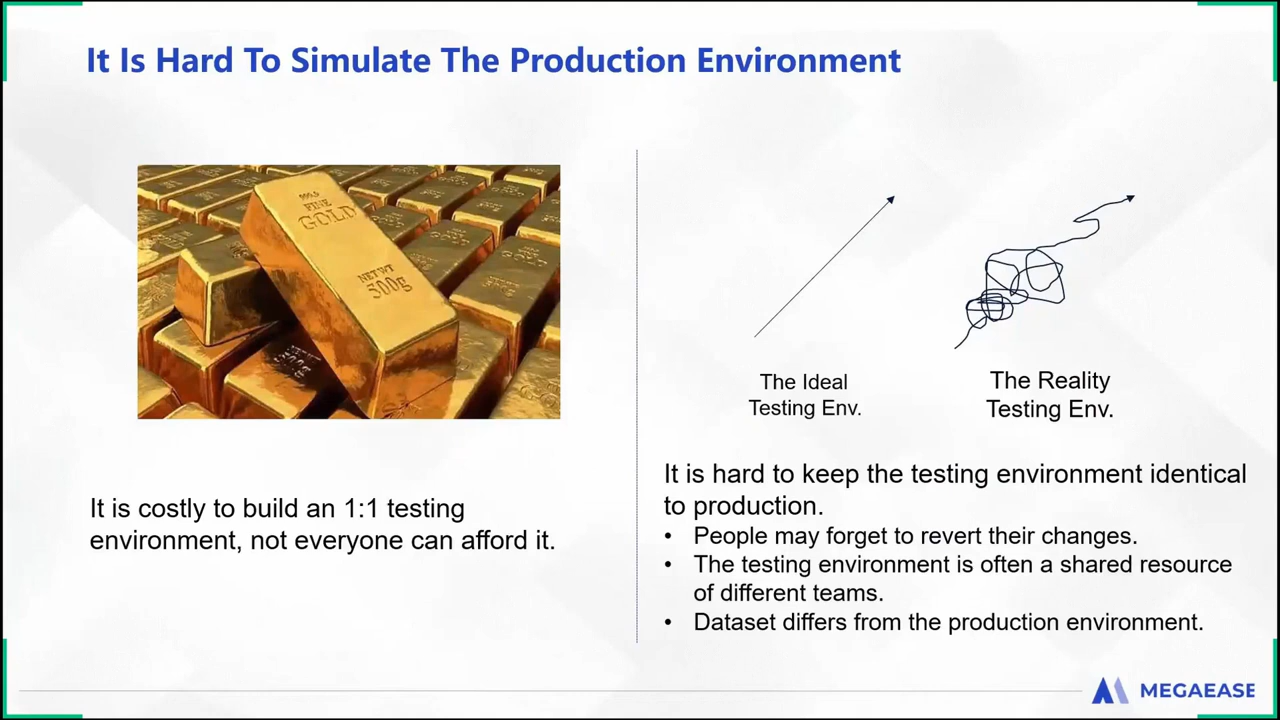 It Is Hard To Simulate The Production Environment
999.5
FINE
GOLD
NET WT
500g
It is costly to build an 1:1 testing
environment, not everyone can afford it.
The Ideal
Testing Env.
The Reality
Testing Env.
It is hard to keep the testing environment identical
to production.
• People may forget to revert their changes.
• The testing environment is often a shared resource
of different teams.
• Dataset differs from the production environment.
MEGAEASE